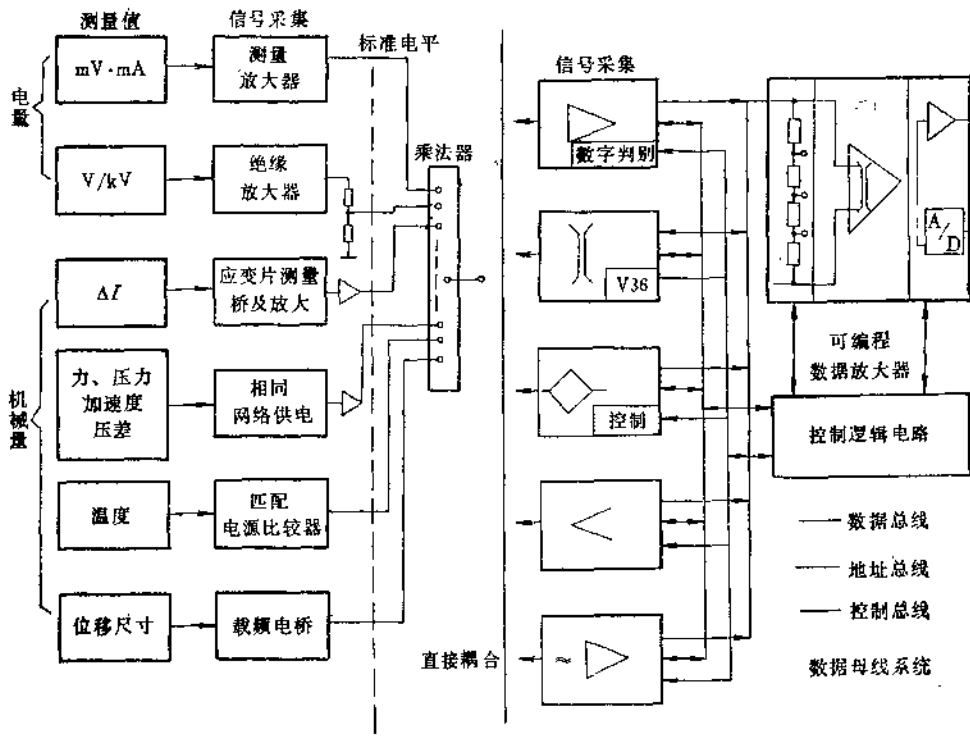 测量值
信号采集
标准电平
电量
mV·mA
测量
放大器
V/kV
绝缘
放大器
乘法器
机械量
ΔI
应变片测量
桥及放大
力、压力
加速度
压差
相同
网络供电
温度
匹配
电源比较器
位移尺寸
载频电桥
信号采集
数字判别
V36
控制
≈
直接耦合
A/D
可编程
数据放大器
控制逻辑电路
数据总线
地址总线
控制总线
数据母线系统